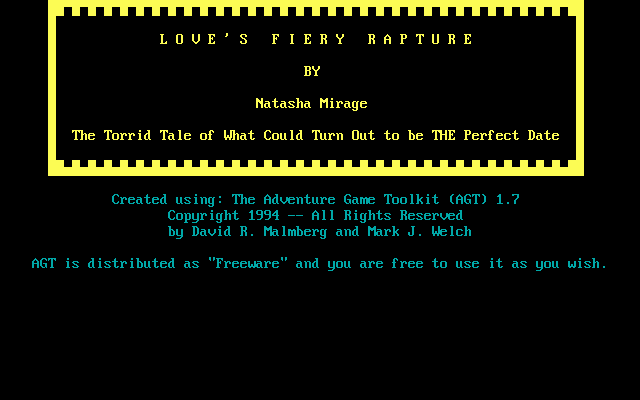 L O V E ' S   F I E R Y   R A P T U R E
BY
Natasha Mirage
The Torrid Tale of What Could Turn Out to be THE Perfect Date
Created using: The Adventure Game Toolkit (AGT) 1.7
Copyright 1994 -- All Rights Reserved
by David R. Malmberg and Mark J. Welch
AGT is distributed as "Freeware" and you are free to use it as you wish.